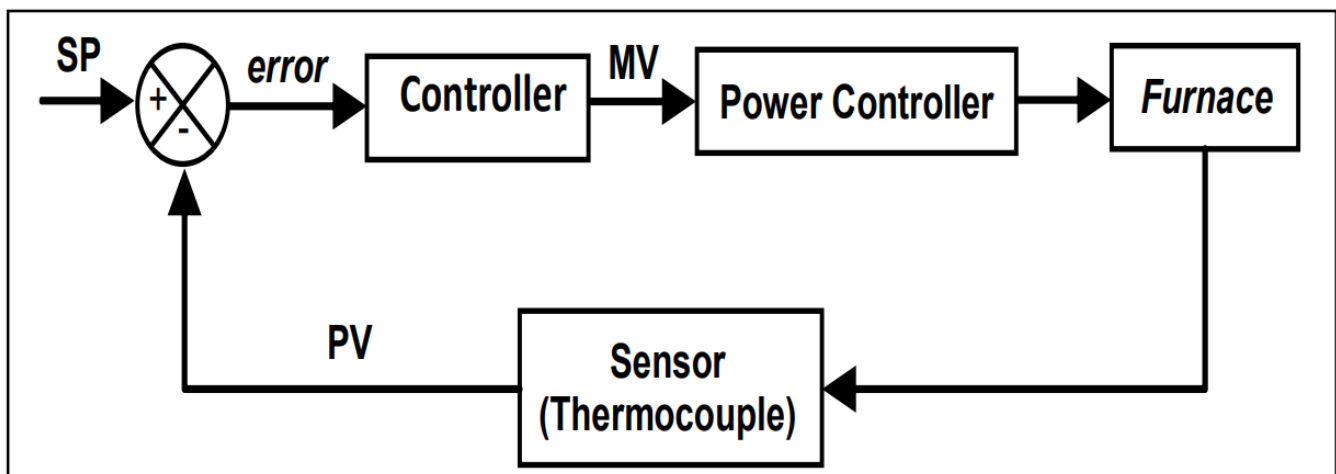 SP
+
-
error
Controller
MV
Power Controller
Furnace
PV
Sensor
(Thermocouple)